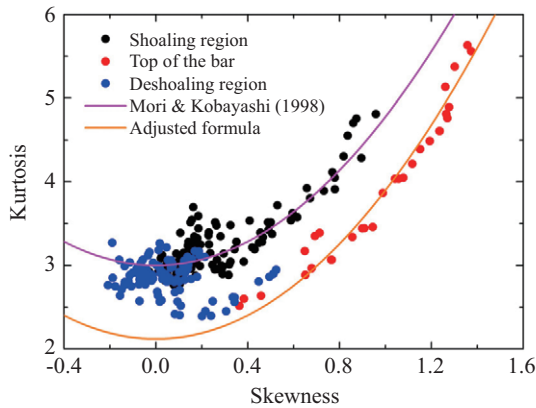 6
5
4
3
2
Kurtosis
Shoaling region
Top of the bar
Deshoaling region
Mori & Kobayashi (1998)
Adjusted formula
-0.4
0.0
0.4
0.8
1.2
1.6
Skewness